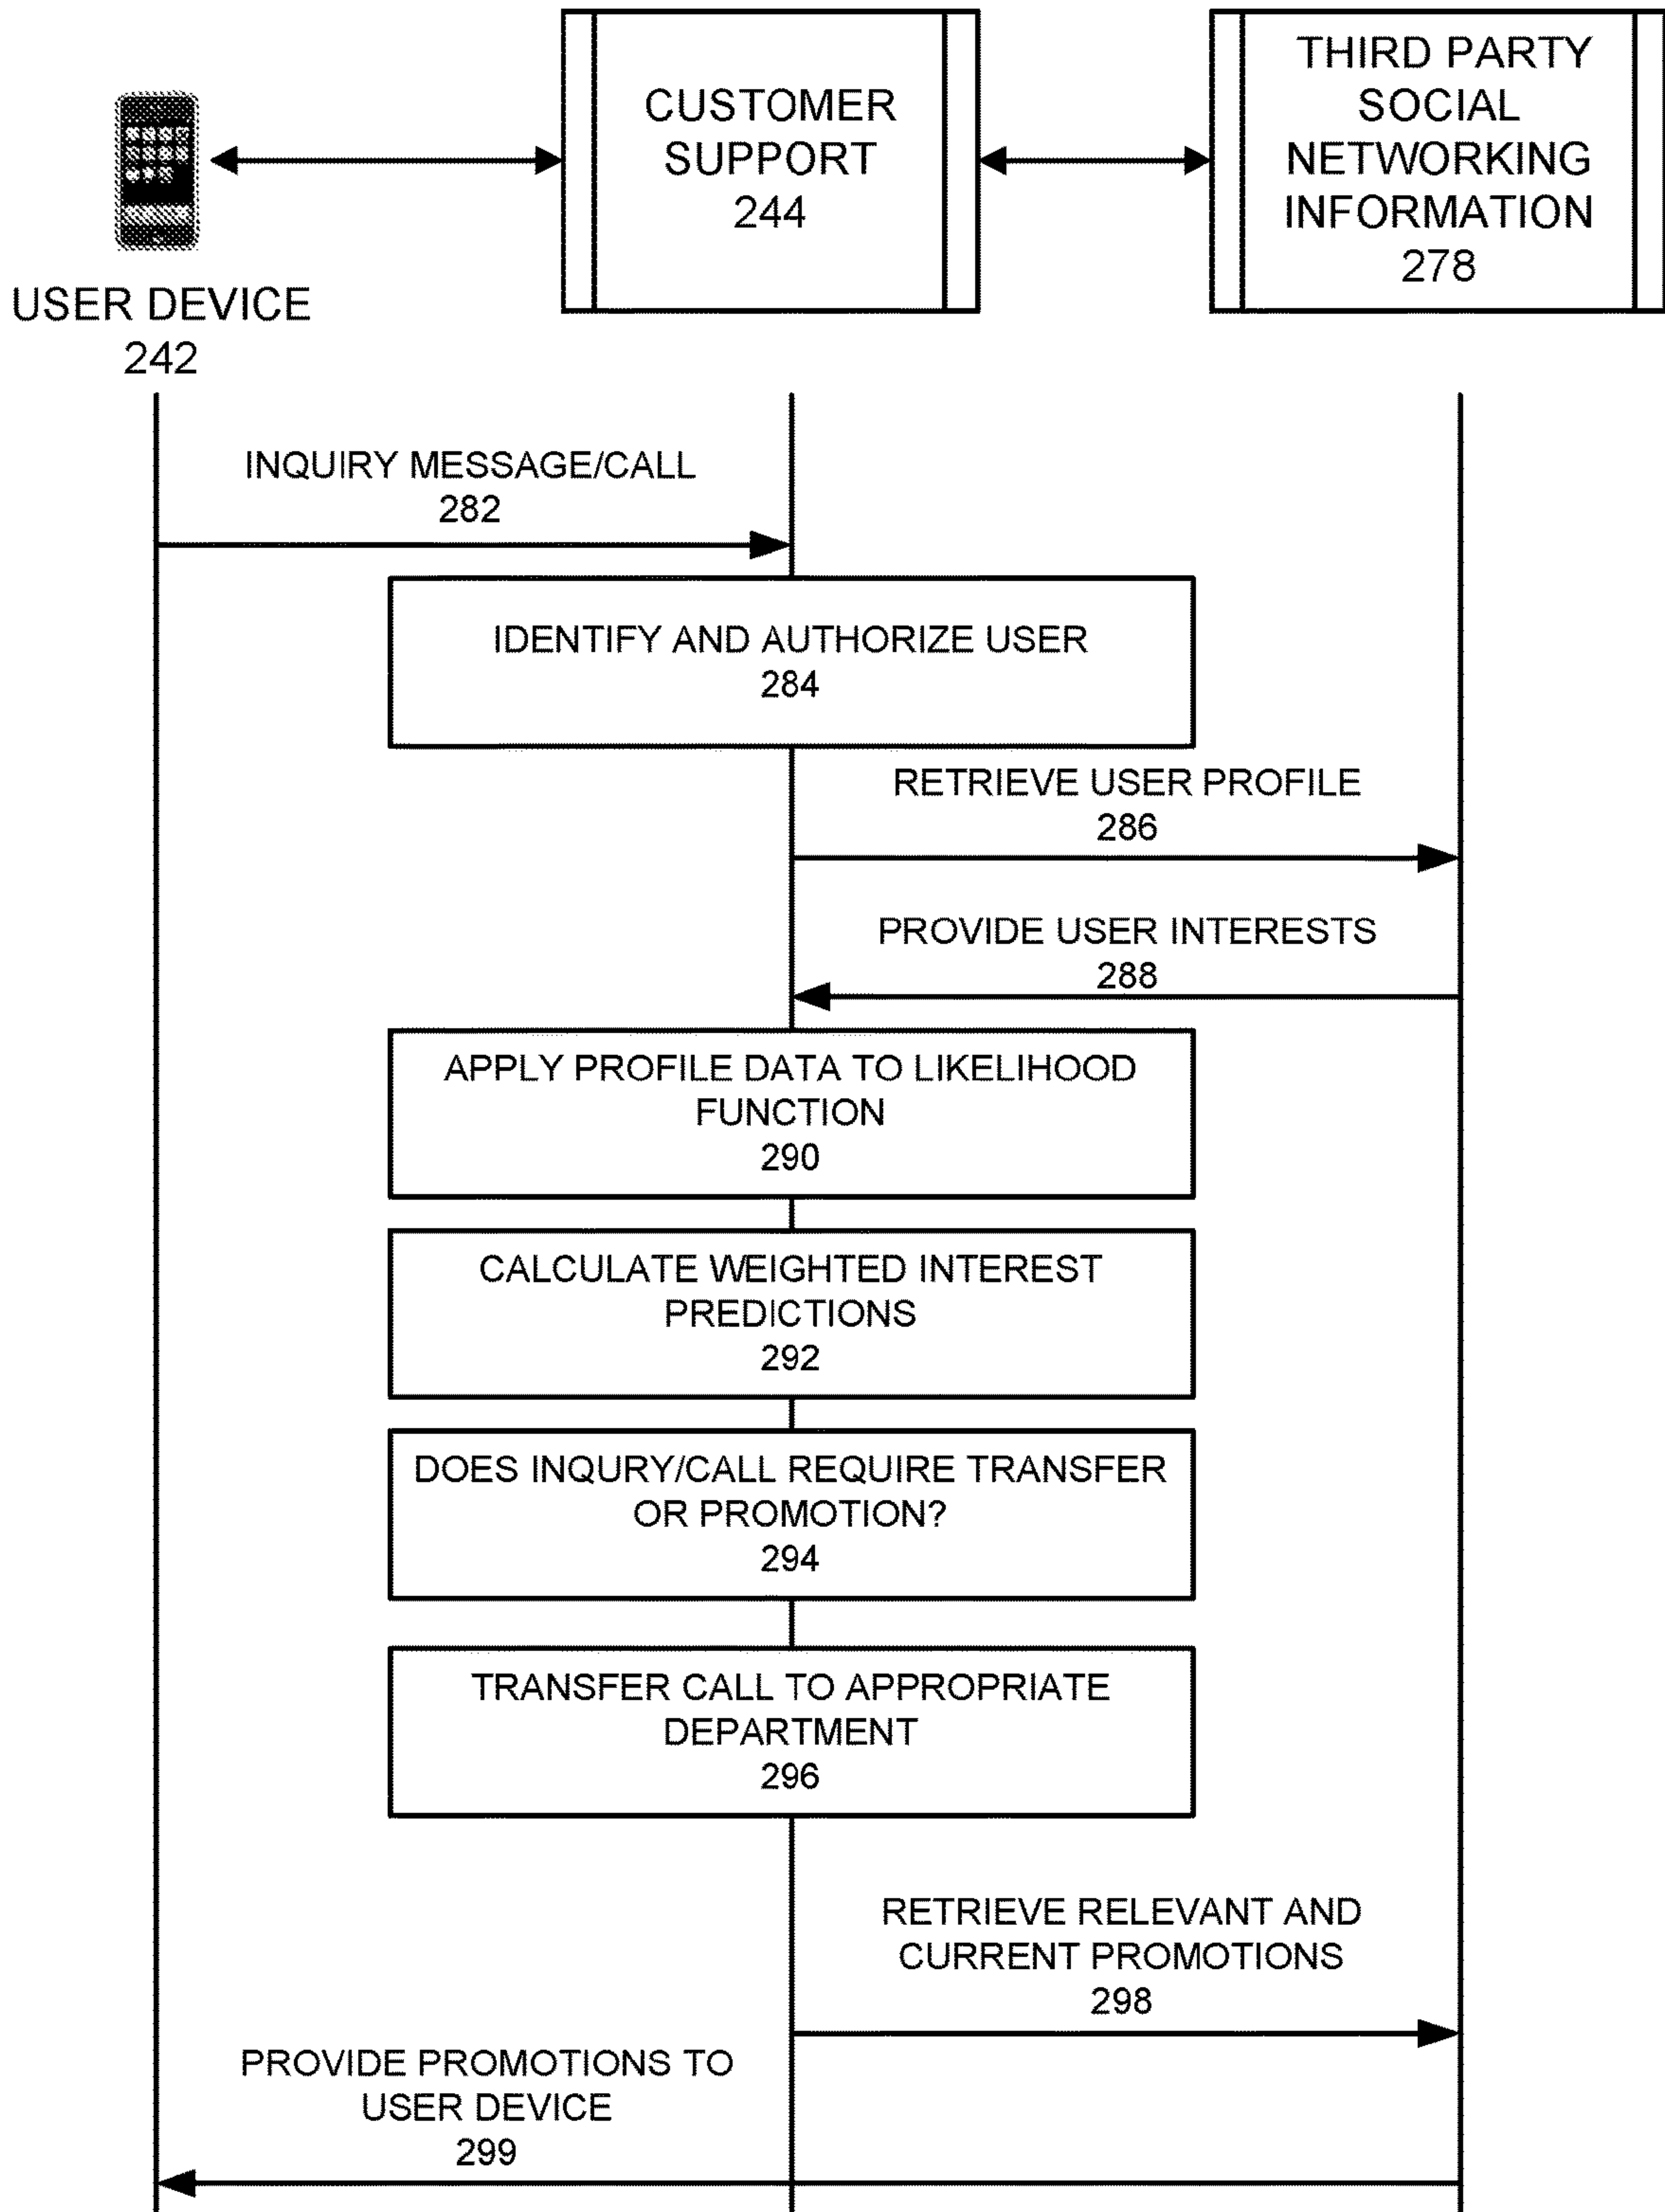 CUSTOMER
SUPPORT
244
THIRD PARTY
SOCIAL
NETWORKING
INFORMATION
278
USER DEVICE
242
INQUIRY MESSAGE/CALL
282
IDENTIFY AND AUTHORIZE USER
284
RETRIEVE USER PROFILE
286
PROVIDE USER INTERESTS
288
APPLY PROFILE DATA TO LIKELIHOOD
FUNCTION
290
CALCULATE WEIGHTED INTEREST
PREDICTIONS
292
DOES INQURY/CALL REQUIRE TRANSFER
OR PROMOTION?
294
TRANSFER CALL TO APPROPRIATE
DEPARTMENT
296
RETRIEVE RELEVANT AND
CURRENT PROMOTIONS
298
PROVIDE PROMOTIONS TO
USER DEVICE
299